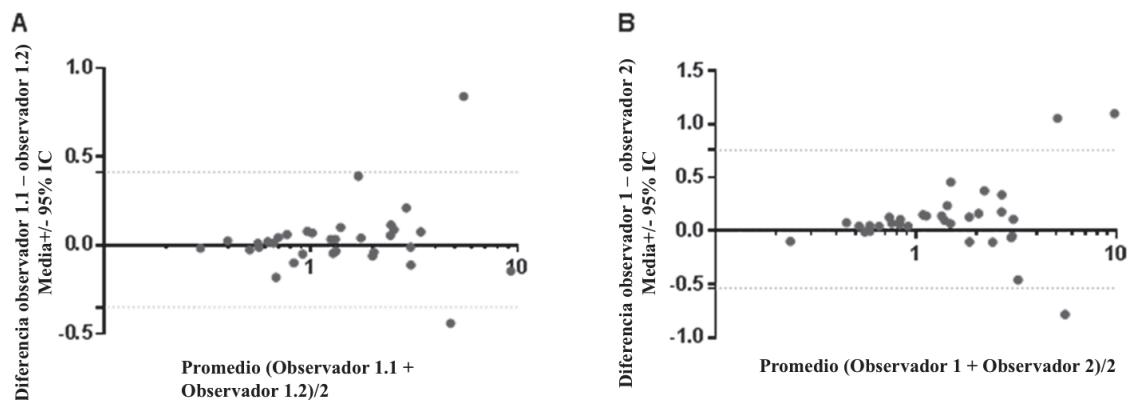 A
Diferencia observador 1.1 – observador 1.2)
Media+/- 95% IC
1.0
0.5
0.0
-0.5
1
10
Promedio (Observador 1.1 +
Observador 1.2)/2
B
Diferencia observador 1 – observador 2)
Media+/- 95% IC
1.5
1.0
0.5
0.0
-0.5
-1.0
1
10
Promedio (Observador 1 + Observador 2)/2